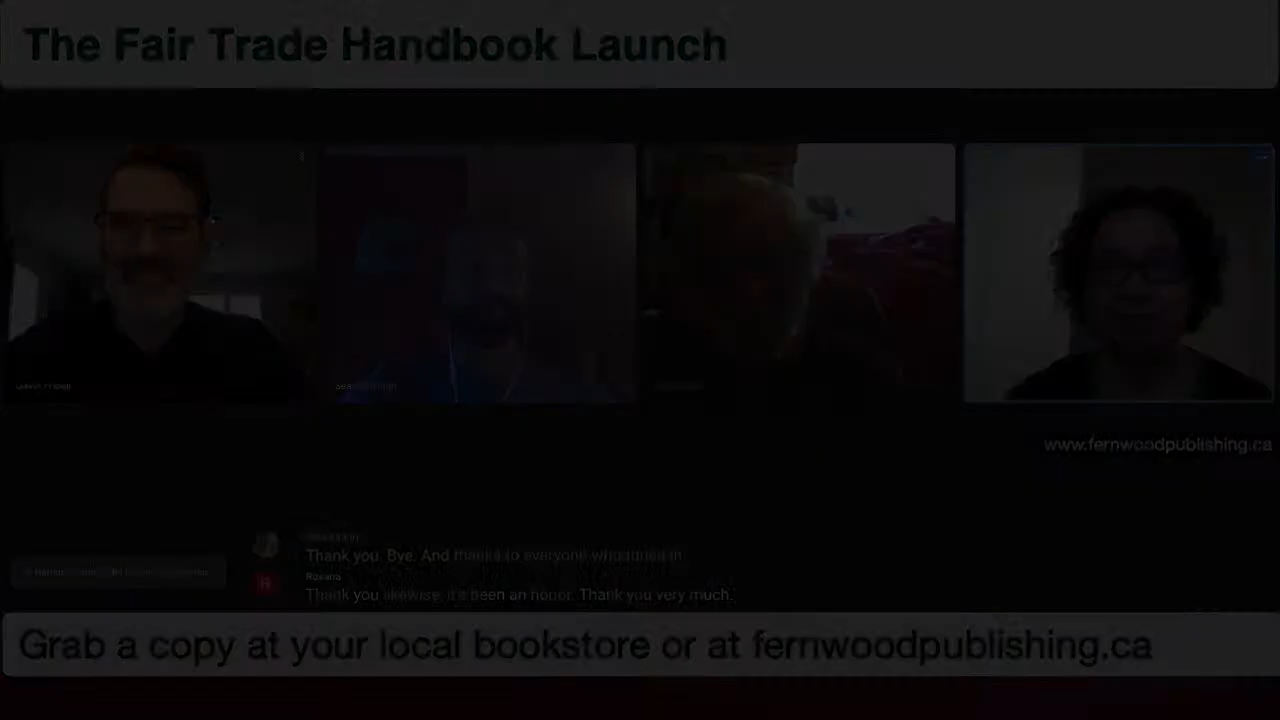 The Fair Trade Handbook Launch
www.fernwoodpublishing.ca
Thank you. Bye. And thanks to everyone who tuned in.
Roxana
R
Thank you likewise, it's been an honor. Thank you very much.
Grab a copy at your local bookstore or at fernwoodpublishing.ca